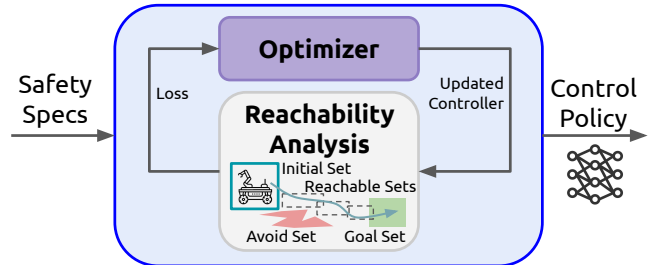 Safety
Specs
Optimizer
Loss
Updated
Controller
Reachability
Analysis
Initial Set
Reachable Sets
Avoid Set
Goal Set
Control
Policy